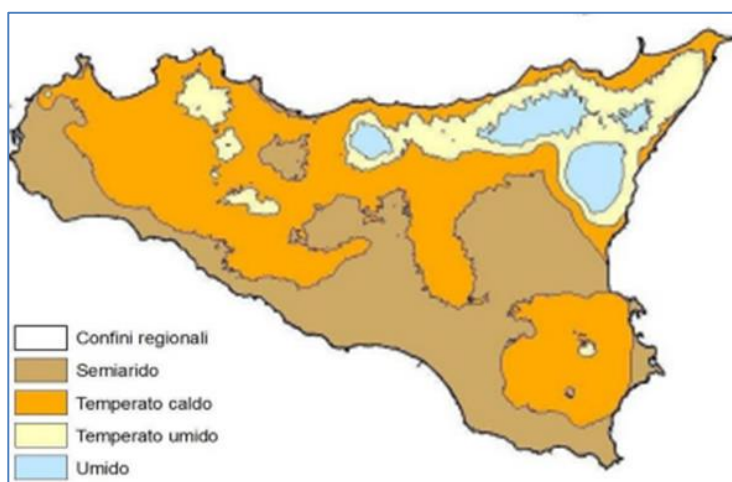 Confini regionali
Semiarido
Temperato caldo
Temperato umido
Umido